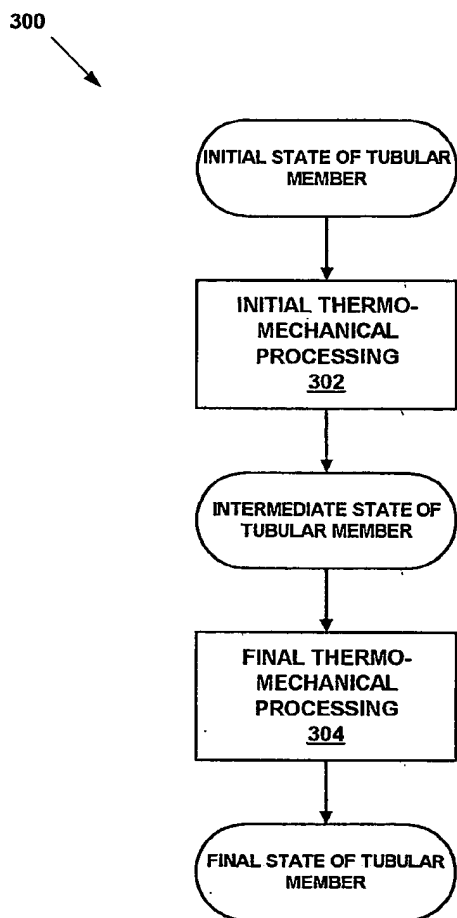 300
INITIAL STATE OF TUBULAR
MEMBER
INITIAL THERMO-
MECHANICAL
PROCESSING
302
INTERMEDIATE STATE OF
TUBULAR MEMBER
FINAL THERMO-
MECHANICAL
PROCESSING
304
FINAL STATE OF TUBULAR
MEMBER